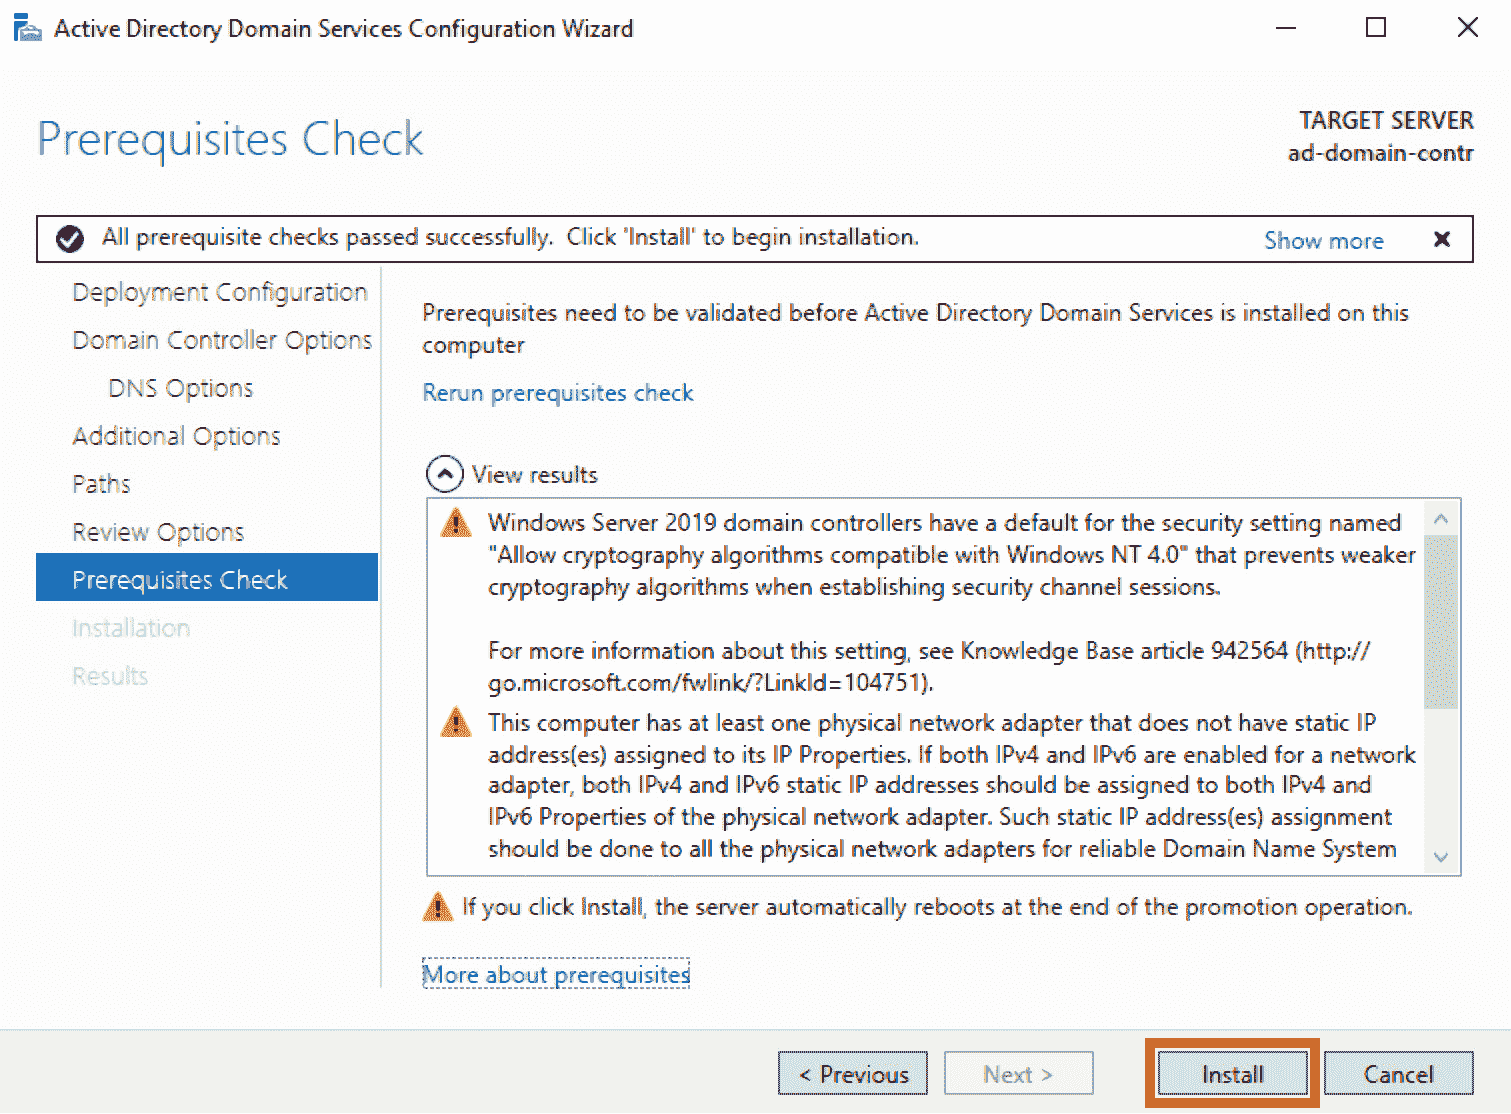 Active Directory Domain Services Configuration Wizard
Prerequisites Check
TARGET SERVER
ad-domain-contr
All prerequisite checks passed successfully.  Click 'Install' to begin installation.
Show more
Deployment Configuration
Domain Controller Options
DNS Options
Additional Options
Paths
Review Options
Prerequisites Check
Installation
Results
Prerequisites need to be validated before Active Directory Domain Services is installed on this
computer
Rerun prerequisites check
View results
Windows Server 2019 domain controllers have a default for the security setting named
"Allow cryptography algorithms compatible with Windows NT 4.0" that prevents weaker
cryptography algorithms when establishing security channel sessions.
For more information about this setting, see Knowledge Base article 942564 (http://
go.microsoft.com/fwlink/?LinkId=104751).
This computer has at least one physical network adapter that does not have static IP
address(es) assigned to its IP Properties. If both IPv4 and IPv6 are enabled for a network
adapter, both IPv4 and IPv6 static IP addresses should be assigned to both IPv4 and
IPv6 Properties of the physical network adapter. Such static IP address(es) assignment
should be done to all the physical network adapters for reliable Domain Name System
If you click Install, the server automatically reboots at the end of the promotion operation.
More about prerequisites
< Previous
Next >
Install
Cancel